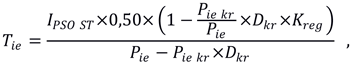 T_ie = (I_PSO ST × 0,50 × (1 − P_ie kr / P_ie × D_kr × K_reg)) / (P_ie − P_ie kr × D_kr) ,